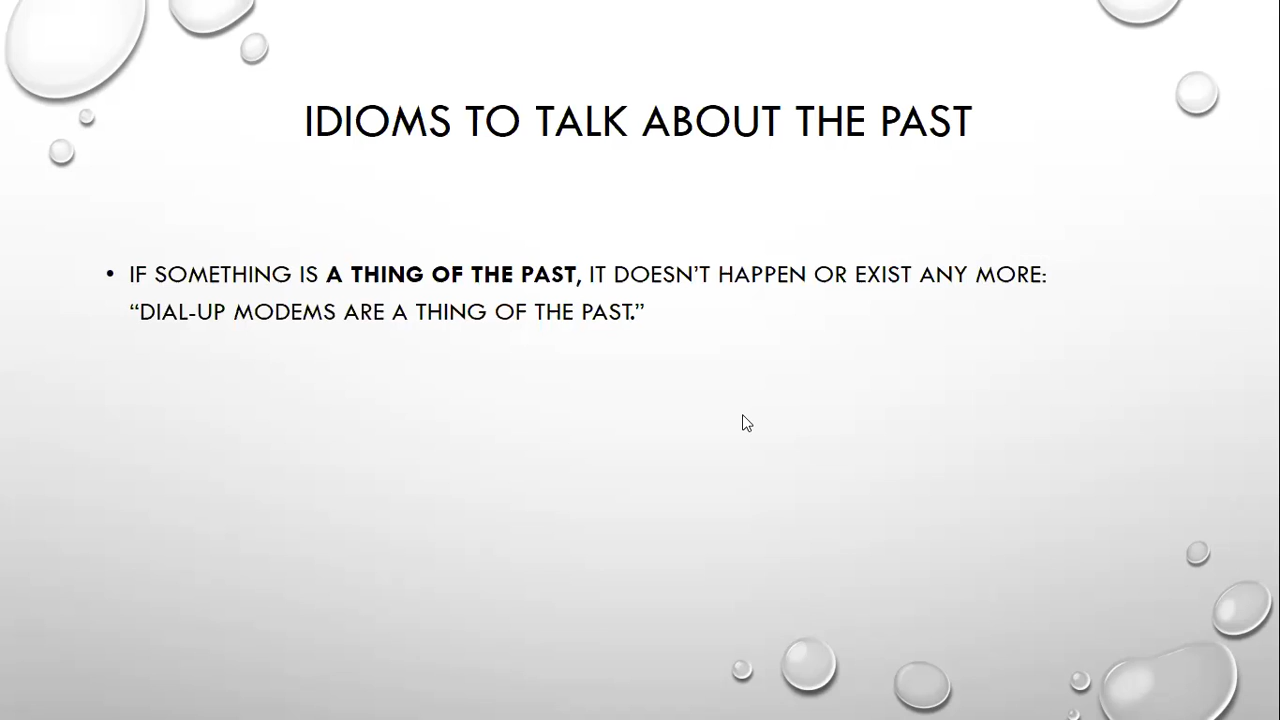 IDIOMS TO TALK ABOUT THE PAST
• IF SOMETHING IS A THING OF THE PAST, IT DOESN’T HAPPEN OR EXIST ANY MORE:
“DIAL-UP MODEMS ARE A THING OF THE PAST.”